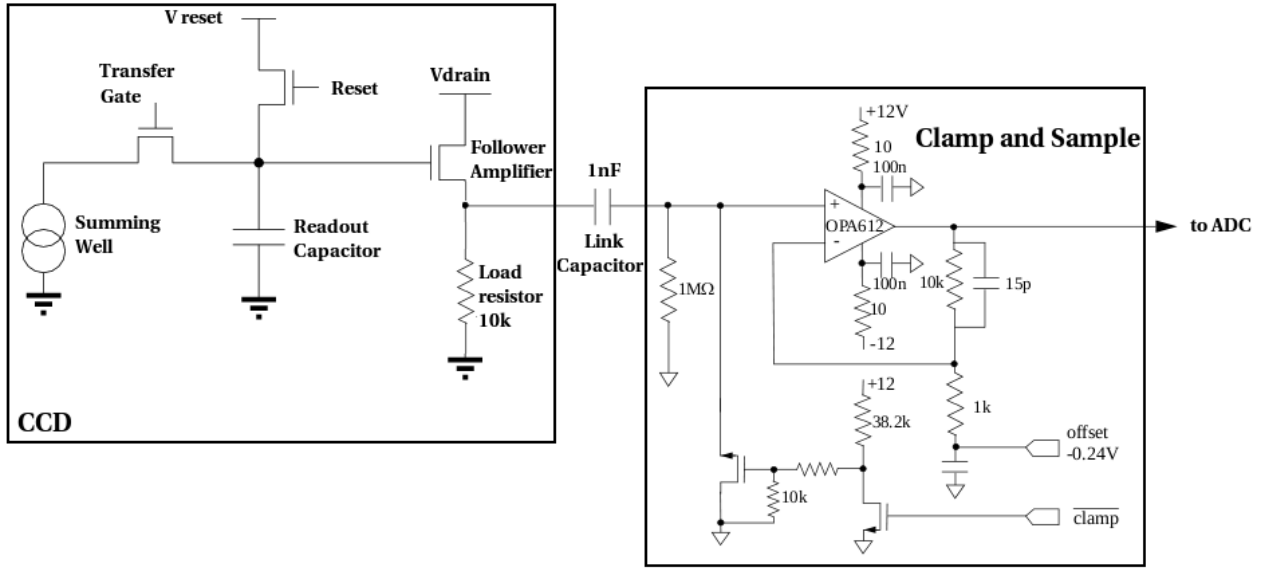 V reset
Transfer
Gate
Reset
Vdrain
Follower
Amplifier
Summing
Well
Readout
Capacitor
Load
resistor
10k
CCD
1nF
Link
Capacitor
Clamp and Sample
+12V
10
100n
+
OPA612
-
100n
10
-12
1MΩ
10k
15p
to ADC
+12
38.2k
1k
offset
-0.24V
10k
clamp